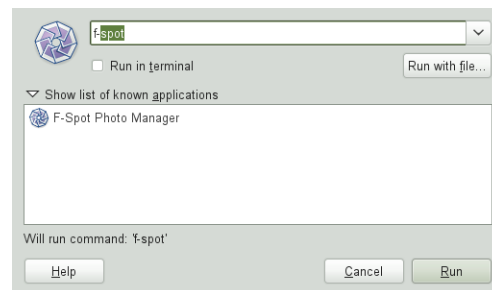 f-spot
Run in terminal
Run with file...
Show list of known applications
F-Spot Photo Manager
Will run command: 'f-spot'
Help
Cancel
Run